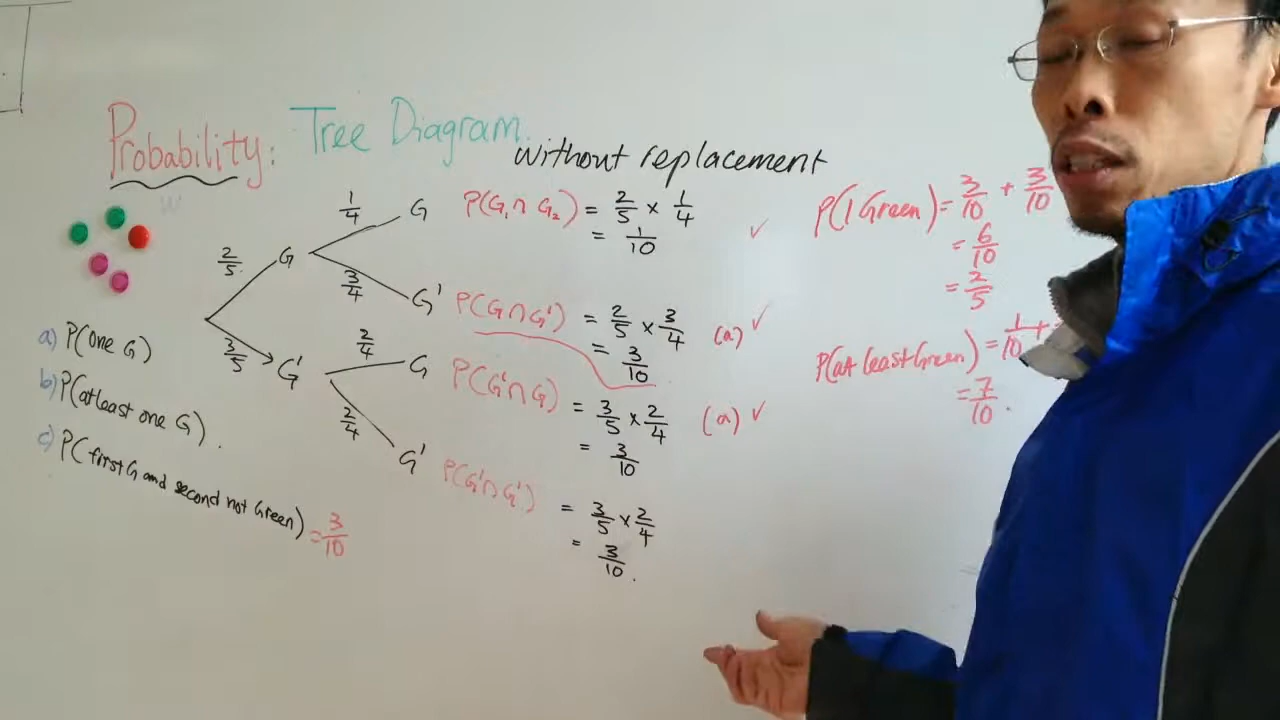 Probability: Tree Diagram.
without replacement
1/4 G P(G₁∩G₂) = 2/5 × 1/4
= 1/10 ✓
2/5 G
3/4 G' P(G∩G') = 2/5 × 3/4 (a) ✓
= 3/10
3/5 G'
2/4 G P(G'∩G) = 3/5 × 2/4 (a) ✓
= 3/10
2/4 G' P(G'∩G') = 3/5 × 2/4
= 3/10.
a) P(one G)
b) P(atleast one G).
c) P(first G and second not Green) = 3/10
P(1 Green) = 3/10 + 3/10
= 6/10
= 2/5
P(at least Green) = 1/10 +
= 7/10.